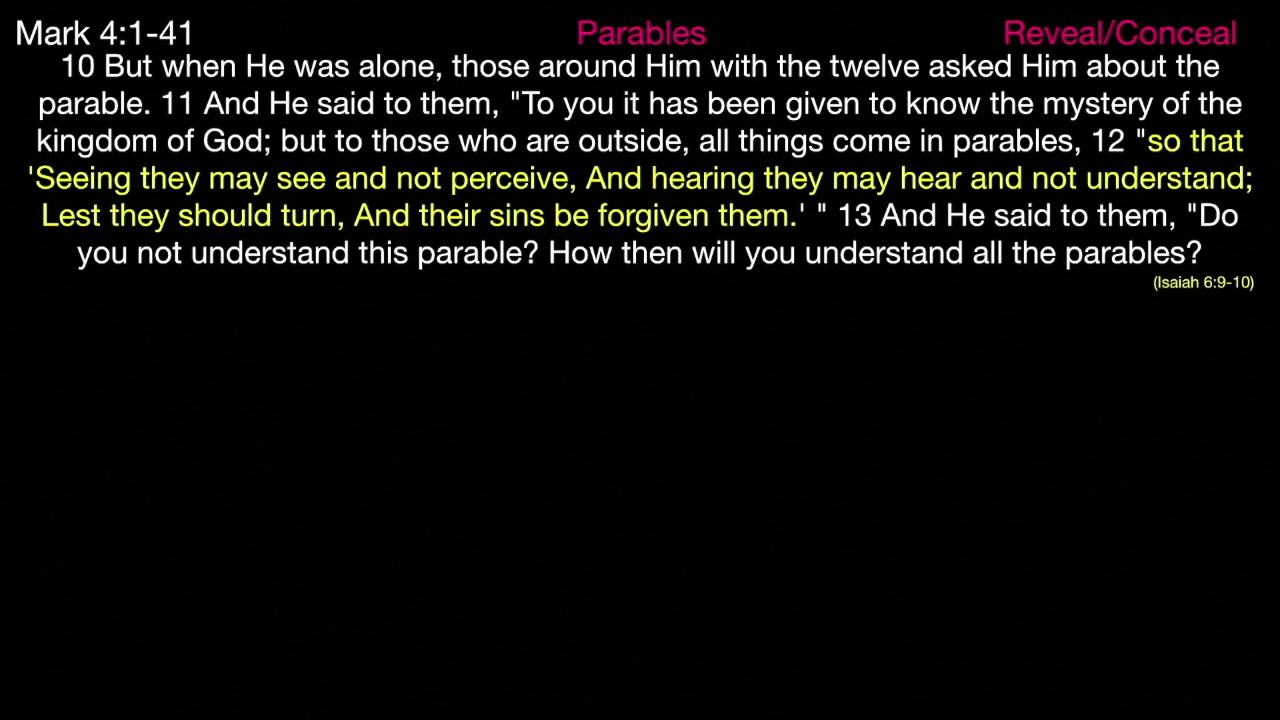 Mark 4:1-41 Parables Reveal/Conceal
10 But when He was alone, those around Him with the twelve asked Him about the
parable. 11 And He said to them, "To you it has been given to know the mystery of the
kingdom of God; but to those who are outside, all things come in parables, 12 "so that
'Seeing they may see and not perceive, And hearing they may hear and not understand;
Lest they should turn, And their sins be forgiven them.' " 13 And He said to them, "Do
you not understand this parable? How then will you understand all the parables?
(Isaiah 6:9-10)